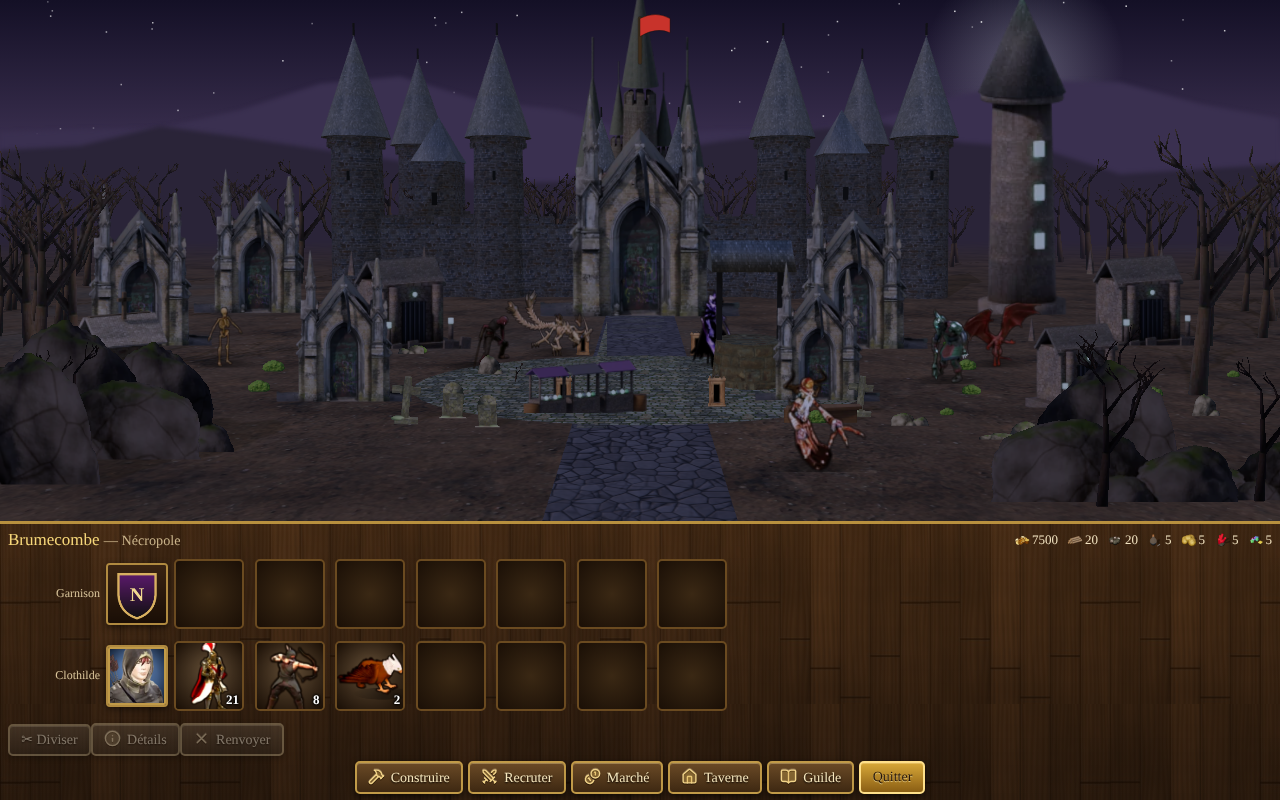 Brumecombe — Nécropole
7500 20 20 5 5 5 5
Garnison
N
Clothilde
21
8
2
Diviser
Détails
Renvoyer
Construire
Recruter
Marché
Taverne
Guilde
Quitter